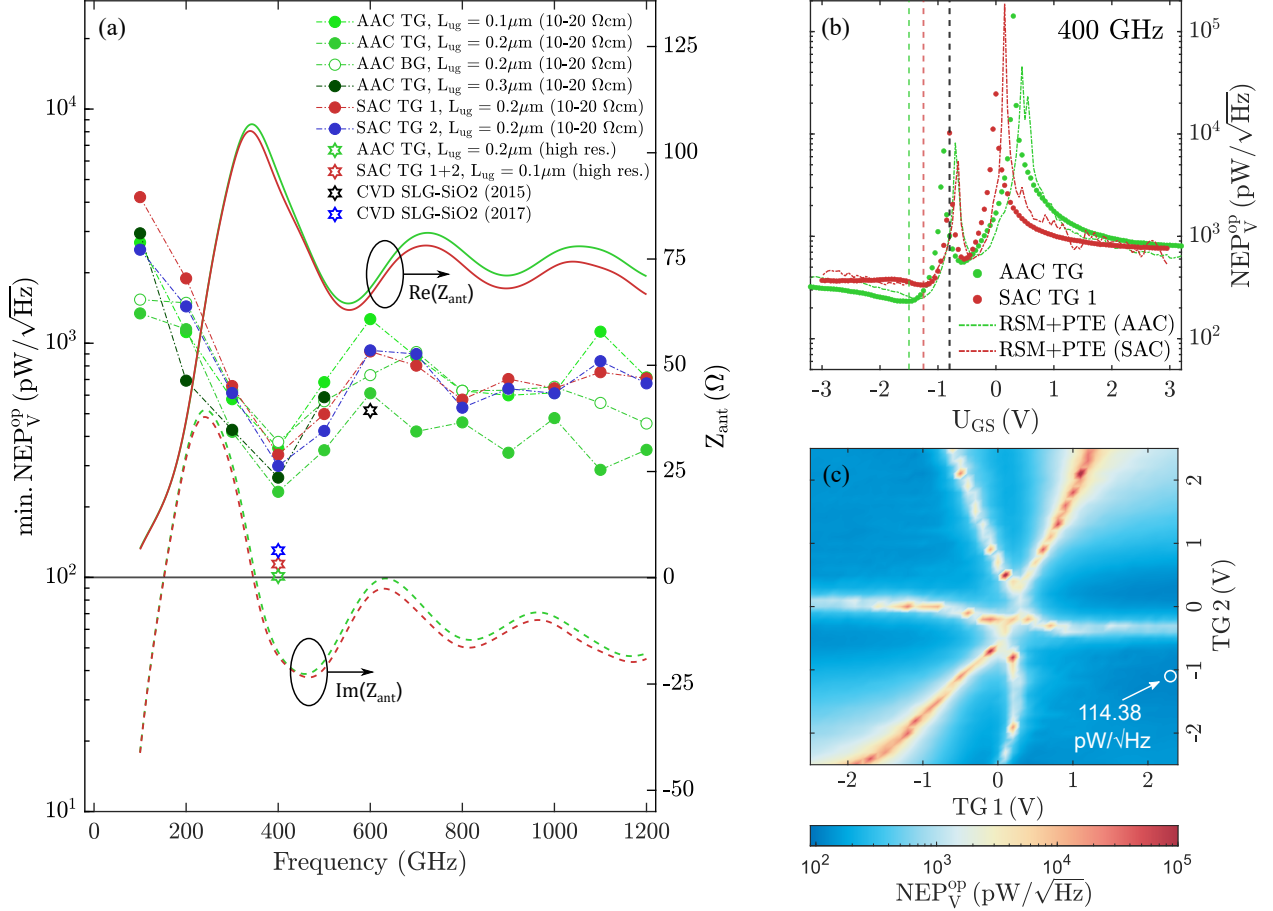 (a)
AAC TG, L_ug = 0.1μm (10-20 Ωcm)
AAC TG, L_ug = 0.2μm (10-20 Ωcm)
AAC BG, L_ug = 0.2μm (10-20 Ωcm)
AAC TG, L_ug = 0.3μm (10-20 Ωcm)
SAC TG 1, L_ug = 0.2μm (10-20 Ωcm)
SAC TG 2, L_ug = 0.2μm (10-20 Ωcm)
AAC TG, L_ug = 0.2μm (high res.)
SAC TG 1+2, L_ug = 0.1μm (high res.)
CVD SLG-SiO2 (2015)
CVD SLG-SiO2 (2017)
Re(Z_ant)
Im(Z_ant)
10^4
10^3
10^2
10^1
min. NEP_V^op (pW/√Hz)
125
100
75
50
25
0
-25
-50
Z_ant (Ω)
0 200 400 600 800 1000 1200
Frequency (GHz)
(b)
400 GHz
AAC TG
SAC TG 1
RSM+PTE (AAC)
RSM+PTE (SAC)
10^5
10^4
10^3
10^2
NEP_V^op (pW/√Hz)
-3 -2 -1 0 1 2 3
U_GS (V)
(c)
114.38
pW/√Hz
2
1
0
-1
-2
TG 2 (V)
-2 -1 0 1 2
TG 1 (V)
10^2 10^3 10^4 10^5
NEP_V^op (pW/√Hz)